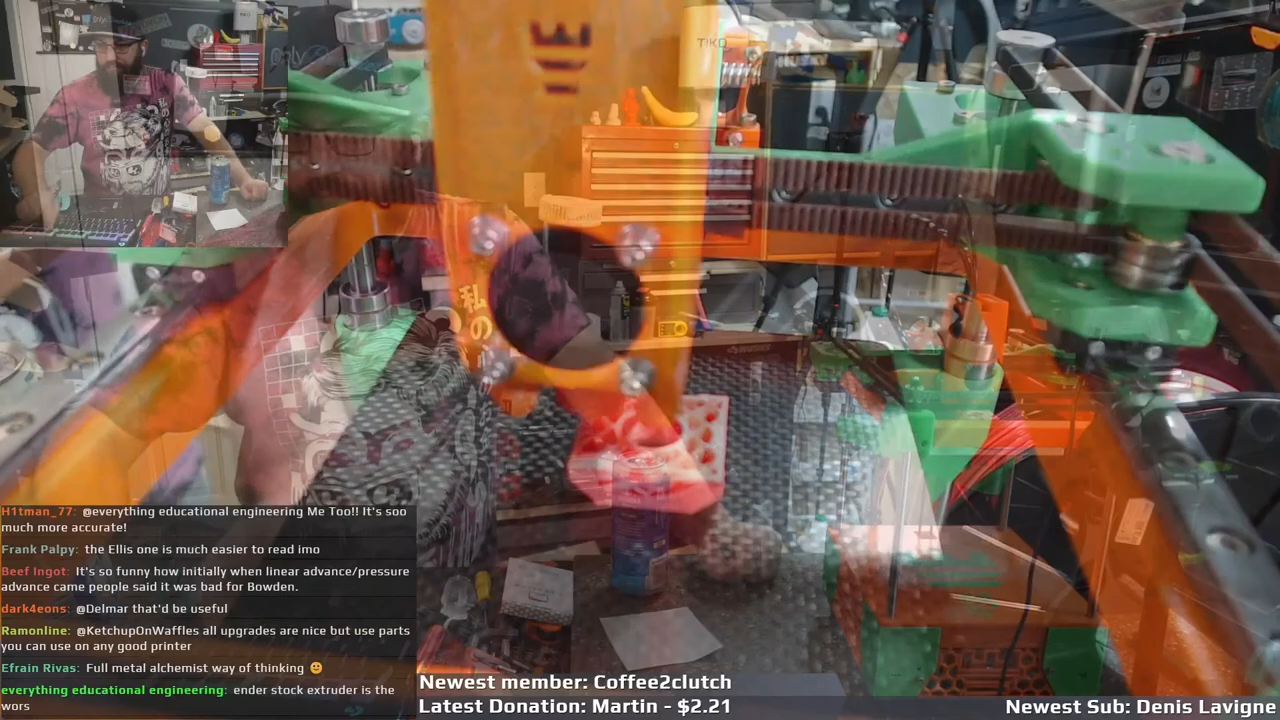 TIKO
私
の
H1tman_77: @everything educational engineering Me Too!! It's soo
much more accurate!
Frank Palpy: the Ellis one is much easier to read imo
Beef Ingot: It's so funny how initially when linear advance/pressure
advance came people said it was bad for Bowden.
dark4eons: @Delmar that'd be useful
Ramonline: @KetchupOnWaffles all upgrades are nice but use parts
you can use on any good printer
Efrain Rivas: Full metal alchemist way of thinking 🙂
everything educational engineering: ender stock extruder is the
wors
Newest member: Coffee2clutch
Latest Donation: Martin - $2.21
Newest Sub: Denis Lavigne